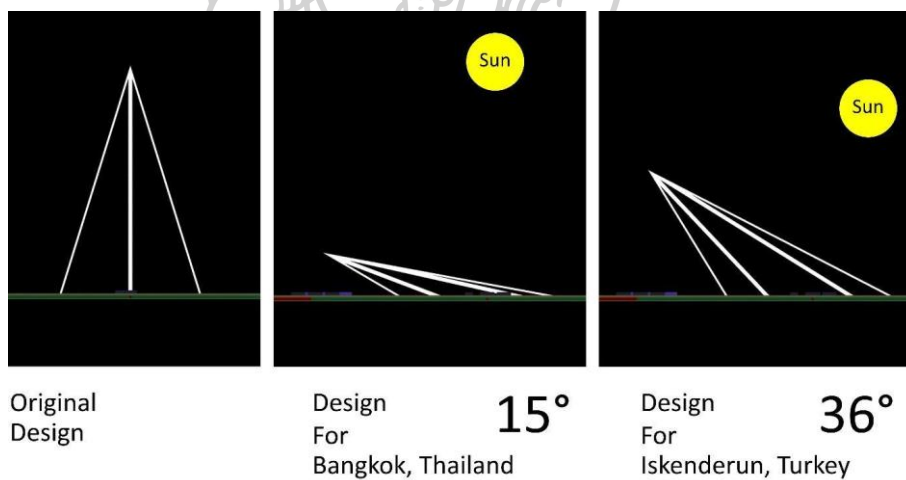 Sun
Sun
Original
Design
Design
For
Bangkok, Thailand
15°
Design
For
Iskenderun, Turkey
36°